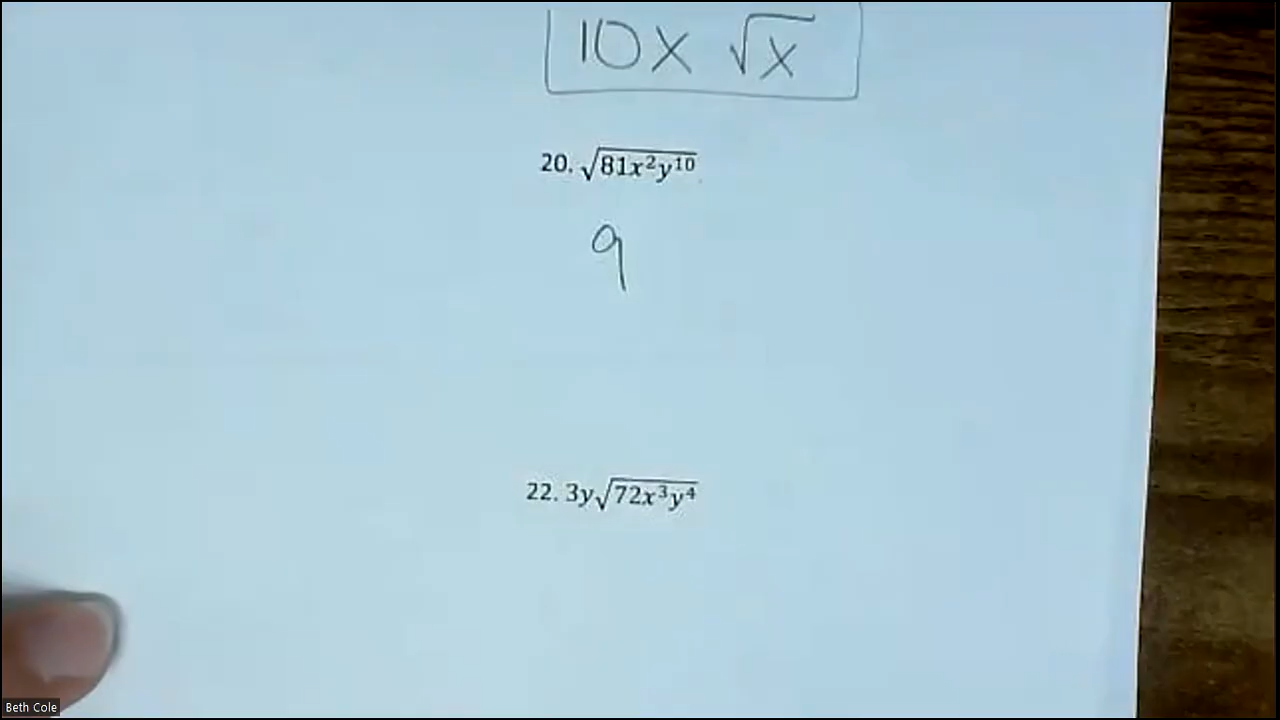 10x √x
20. √81x²y¹⁰
9
22. 3y√72x³y⁴
Beth Cole